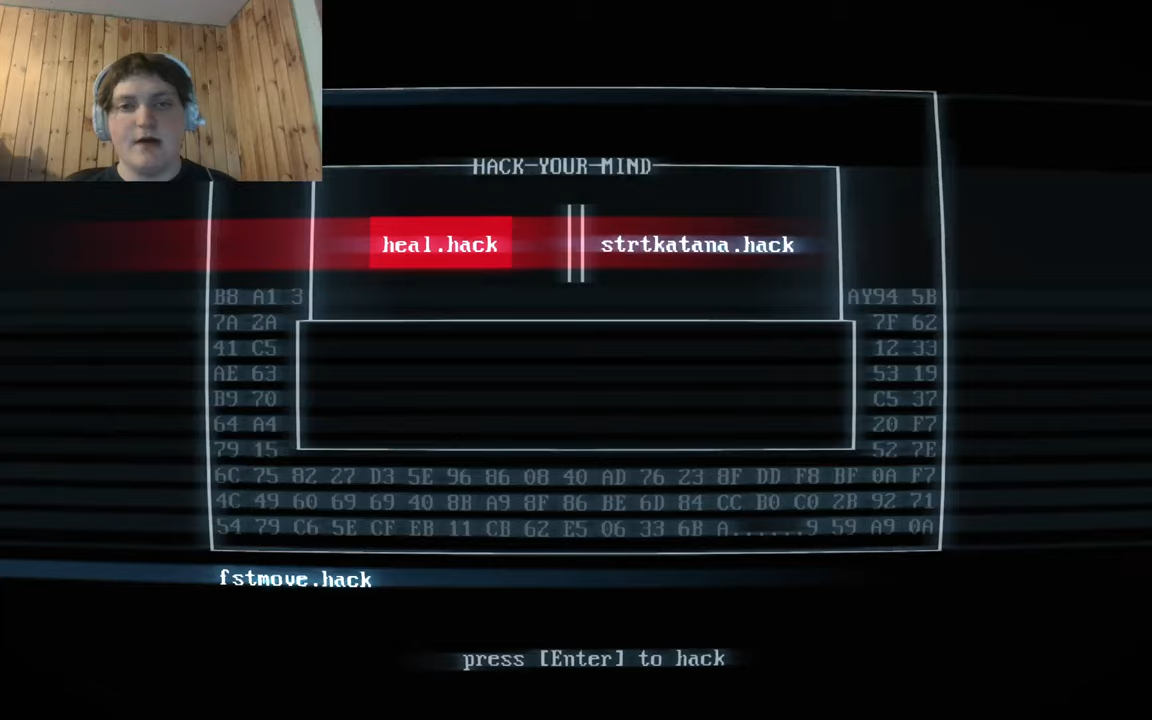 HACK YOUR MIND
heal.hack strtkatana.hack
B8 A1 3 AY94 5B
7A 2A 7F 62
41 C5 12 33
AE 63 53 19
B9 70 C5 37
64 A4 20 F7
79 15 52 7E
6C 75 82 27 D3 5E 96 86 08 40 AD 76 23 8F DD F8 BF 0A F7
4C 49 60 69 69 40 8B A9 8F 86 BE 6D 84 CC B0 C0 2B 92 71
54 79 C6 5E CF EB 11 CB 62 E5 06 33 6B A......9 59 A9 0A
fstmove.hack
press [Enter] to hack